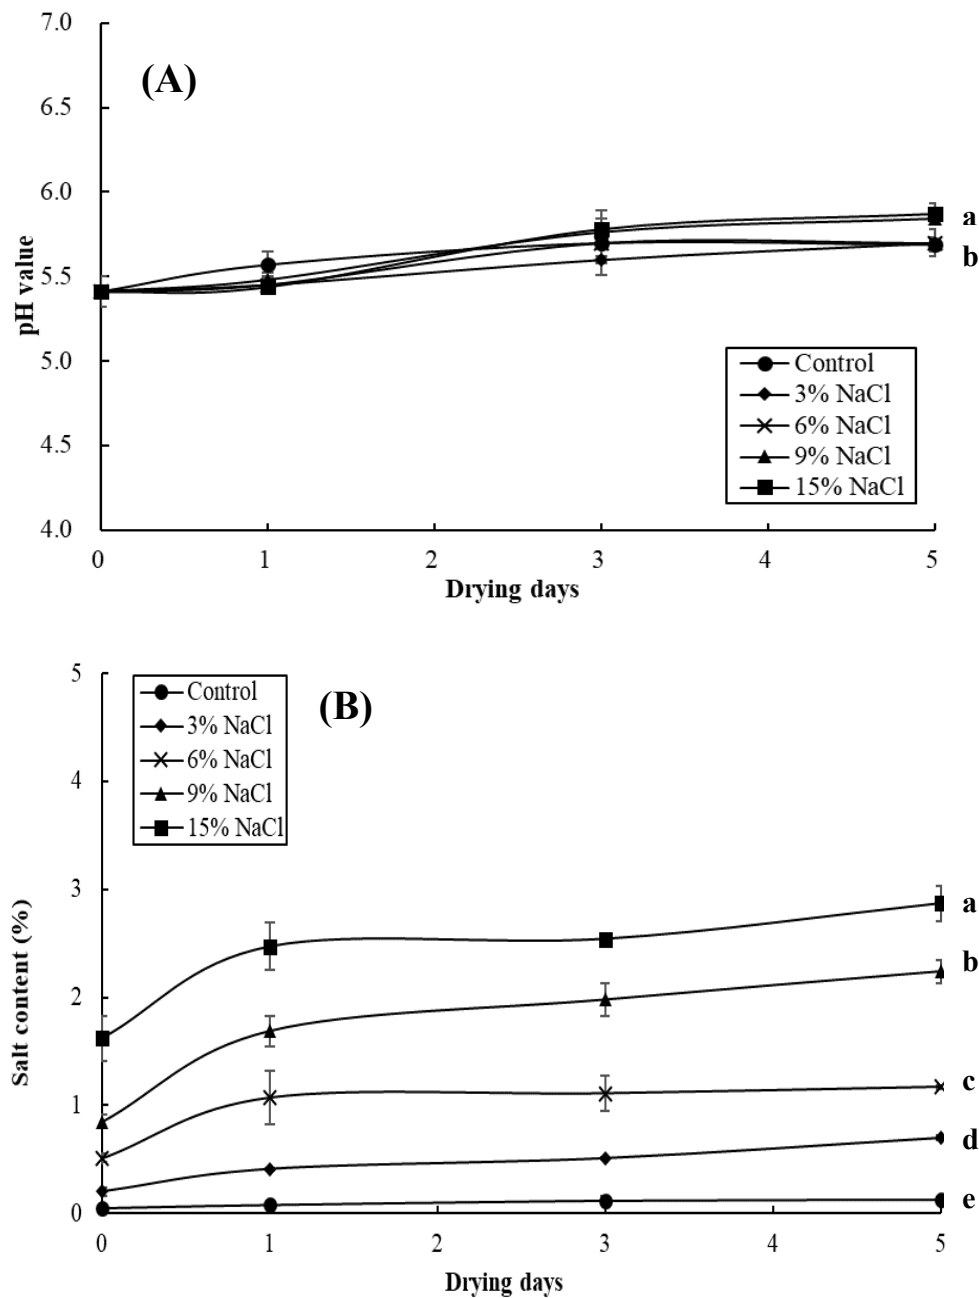 7.0
(A)
6.5
6.0
a
b
5.5
pH value
5.0
Control
3% NaCl
6% NaCl
4.5
9% NaCl
15% NaCl
4.0
0 1 2 3 4 5
Drying days
5
Control
(B)
3% NaCl
6% NaCl
4
9% NaCl
15% NaCl
3
a
b
2
Salt content (%)
1
c
d
0
e
0 1 2 3 4 5
Drying days